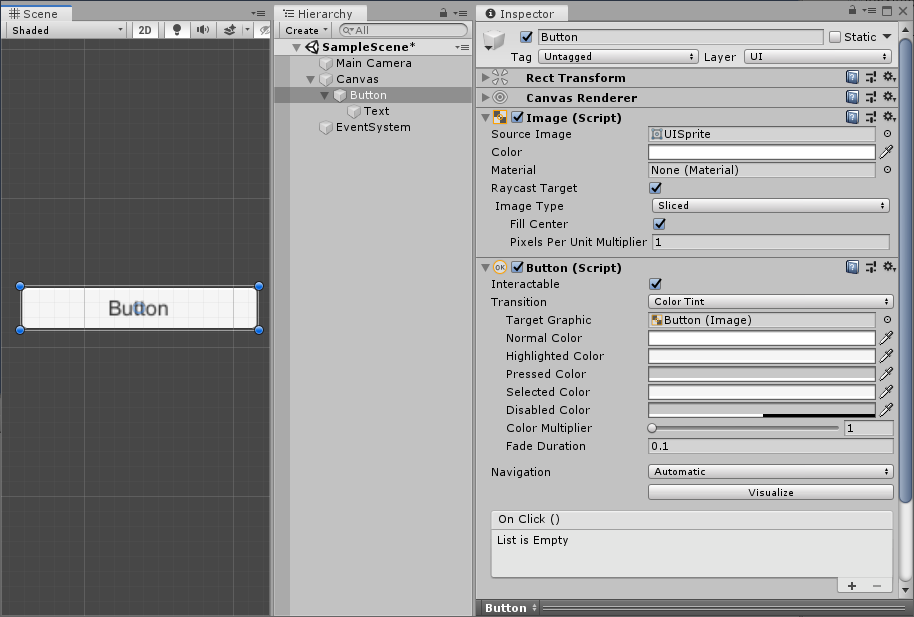 Scene
Shaded
2D
Button
Hierarchy
Create
All
SampleScene*
Main Camera
Canvas
Button
Text
EventSystem
Inspector
Button
Static
Tag Untagged Layer UI
Rect Transform
Canvas Renderer
Image (Script)
Source Image UISprite
Color
Material None (Material)
Raycast Target
Image Type Sliced
Fill Center
Pixels Per Unit Multiplier 1
OK Button (Script)
Interactable
Transition Color Tint
Target Graphic Button (Image)
Normal Color
Highlighted Color
Pressed Color
Selected Color
Disabled Color
Color Multiplier 1
Fade Duration 0.1
Navigation Automatic
Visualize
On Click ()
List is Empty
Button